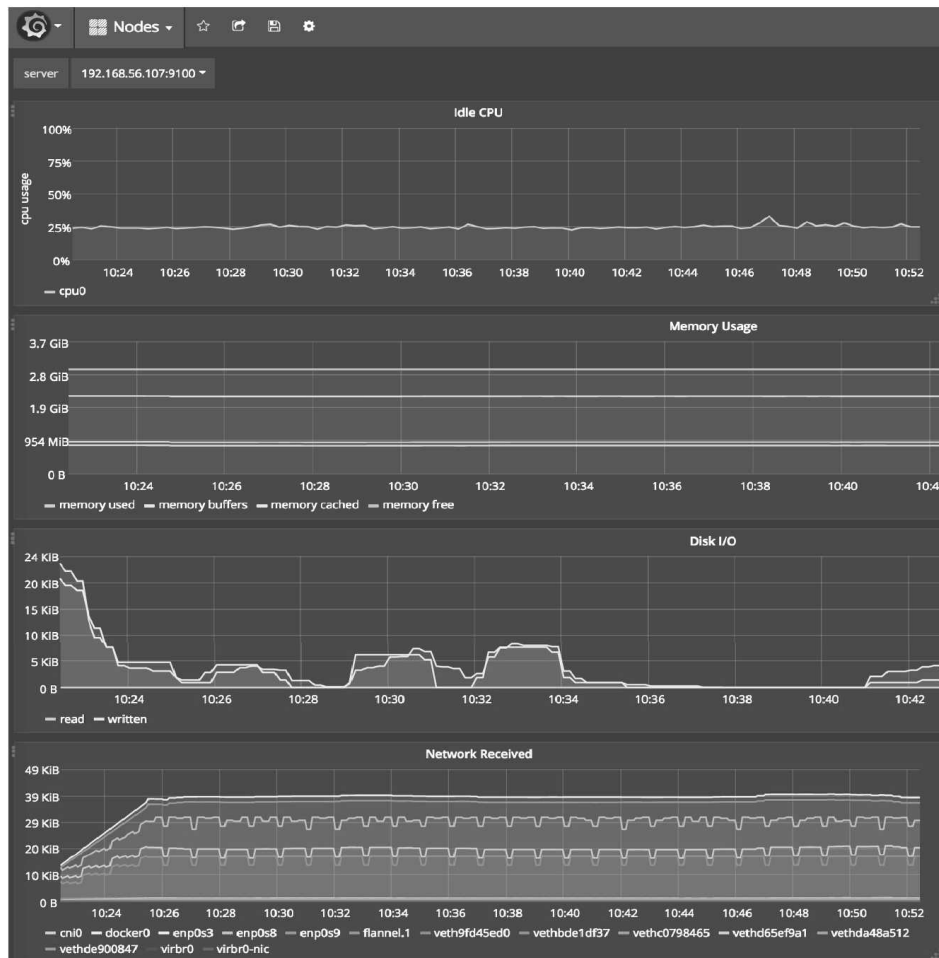 Nodes
server 192.168.56.107:9100
Idle CPU
100%
75%
50%
25%
0%
cpu usage
10:24 10:26 10:28 10:30 10:32 10:34 10:36 10:38 10:40 10:42 10:44 10:46 10:48 10:50 10:52
cpu0
Memory Usage
3.7 GiB
2.8 GiB
1.9 GiB
954 MiB
0 B
10:24 10:26 10:28 10:30 10:32 10:34 10:36 10:38 10:40 10:4
memory used memory buffers memory cached memory free
Disk I/O
24 KiB
20 KiB
15 KiB
10 KiB
5 KiB
0 B
10:24 10:26 10:28 10:30 10:32 10:34 10:36 10:38 10:40 10:42
read written
Network Received
49 KiB
39 KiB
29 KiB
20 KiB
10 KiB
0 B
10:24 10:26 10:28 10:30 10:32 10:34 10:36 10:38 10:40 10:42 10:44 10:46 10:48 10:50 10:52
cni0 docker0 enp0s3 enp0s8 enp0s9 flannel.1 veth9fd45ed0 vethbde1df37 vethc0798465 vethd65ef9a1 vethda48a512
vethde900847 virbr0 virbr0-nic